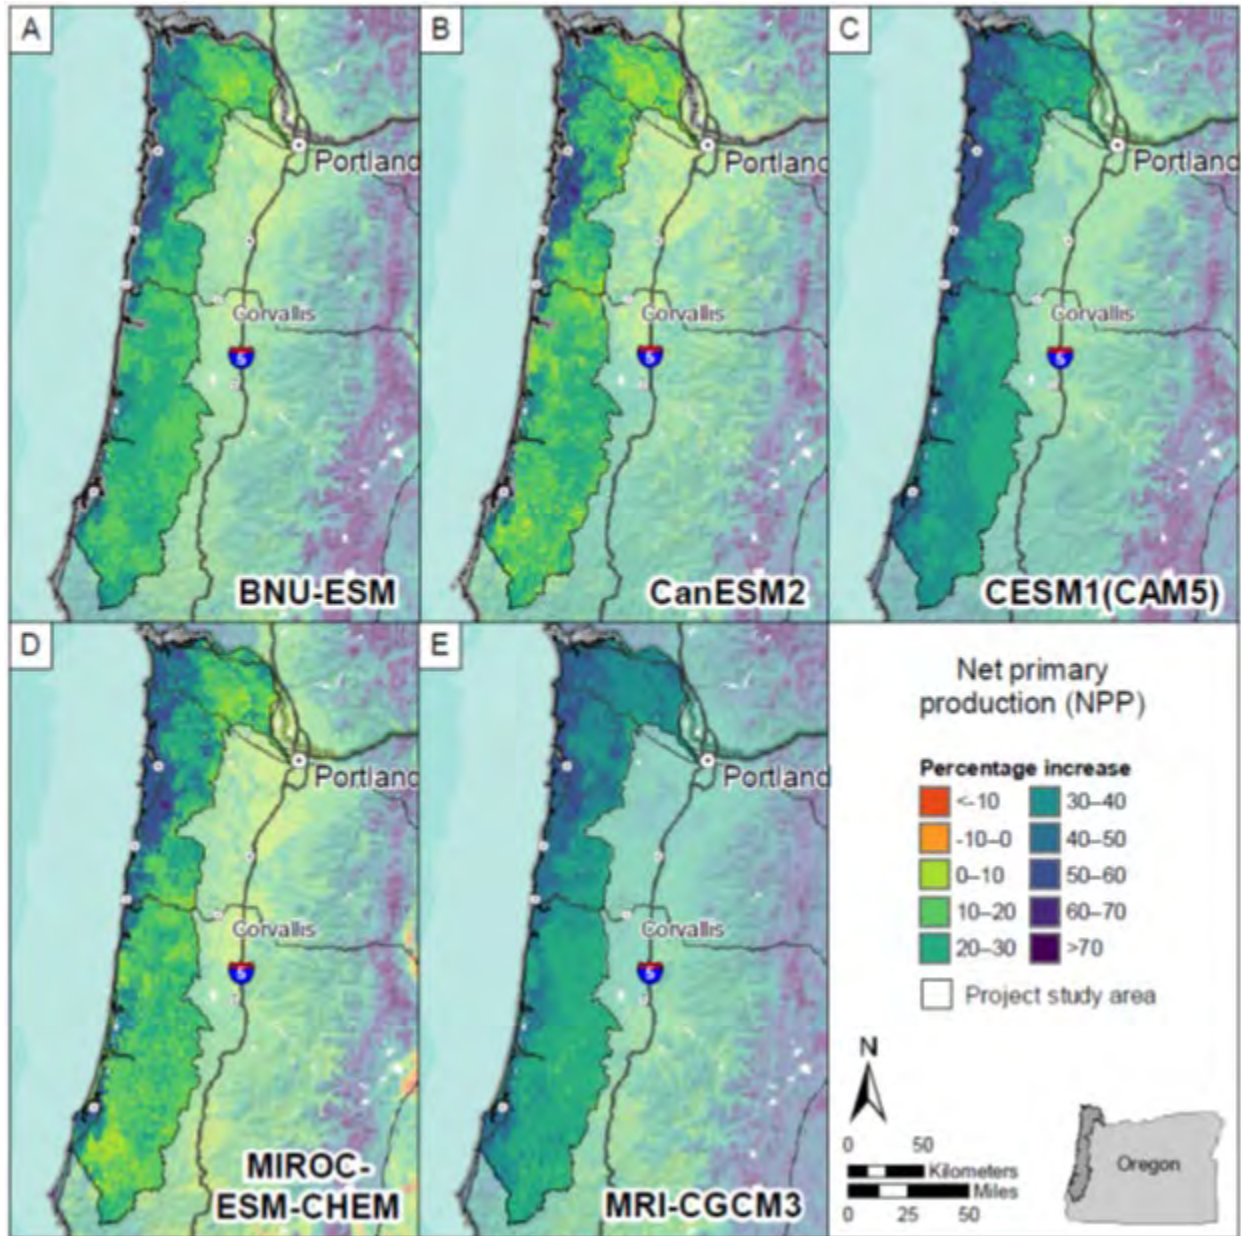 A
Portland
Corvallis
5
BNU-ESM
B
Portland
Corvallis
5
CanESM2
C
Portland
Corvallis
5
CESM1(CAM5)
D
Portland
Corvallis
5
MIROC-
ESM-CHEM
E
Portland
Corvallis
5
MRI-CGCM3
Net primary
production (NPP)
Percentage increase
<-10
-10–0
0–10
10–20
20–30
30–40
40–50
50–60
60–70
>70
Project study area
N
0 50
Kilometers
Miles
0 25 50
Oregon